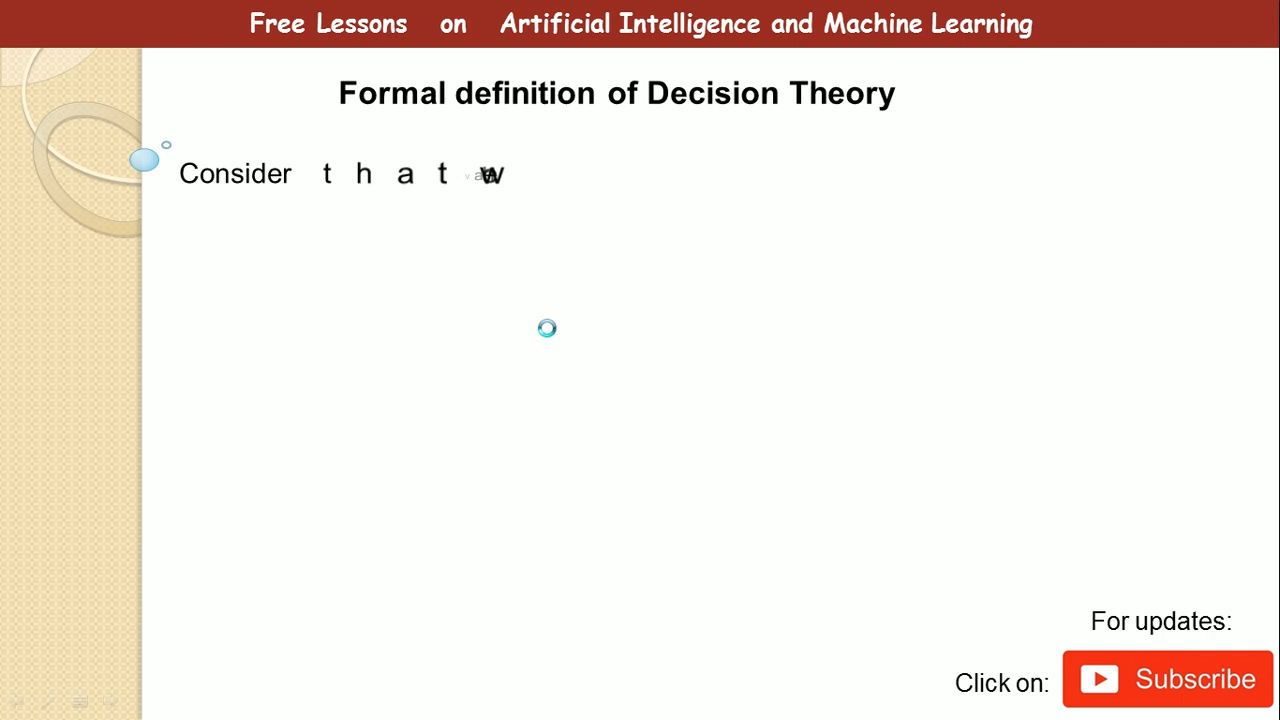 Free Lessons on Artificial Intelligence and Machine Learning
Formal definition of Decision Theory
Consider that
For updates:
Click on:
Subscribe